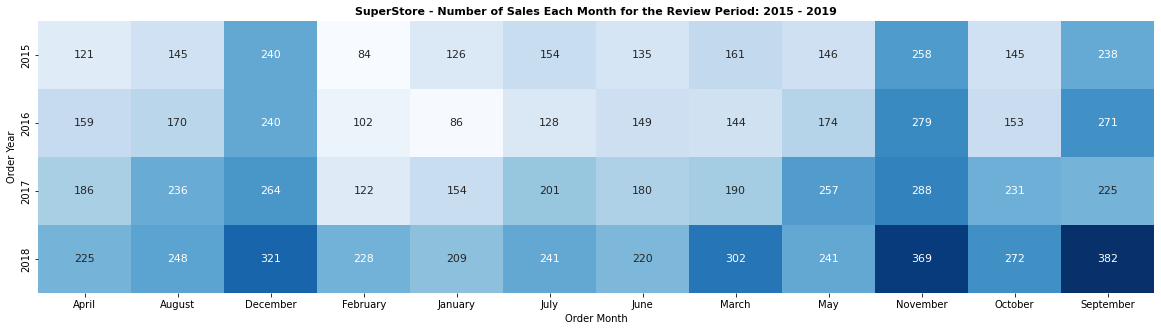 SuperStore - Number of Sales Each Month for the Review Period: 2015 - 2019
Order Year
2015 121 145 240 84 126 154 135 161 146 258 145 238
2016 159 170 240 102 86 128 149 144 174 279 153 271
2017 186 236 264 122 154 201 180 190 257 288 231 225
2018 225 248 321 228 209 241 220 302 241 369 272 382
April August December February January July June March May November October September
Order Month